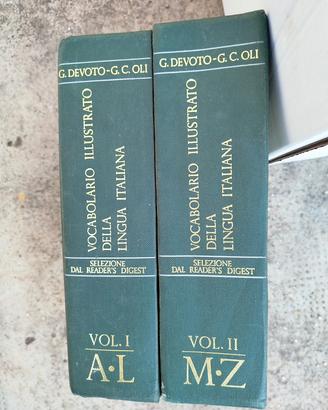 G. DEVOTO-G. C. OLI
VOCABOLARIO ILLUSTRATO
DELLA
LINGUA ITALIANA
SELEZIONE
DAL READER'S DIGEST
VOL. I
A·L
G. DEVOTO-G. C. OLI
VOCABOLARIO ILLUSTRATO
DELLA
LINGUA ITALIANA
SELEZIONE
DAL READER'S DIGEST
VOL. II
M·Z